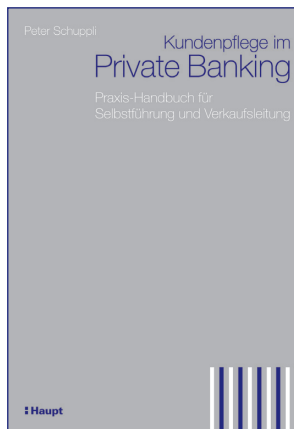 Peter Schuppli
Kundenpflege im
Private Banking
Praxis-Handbuch für
Selbstführung und Verkaufsleitung
Haupt